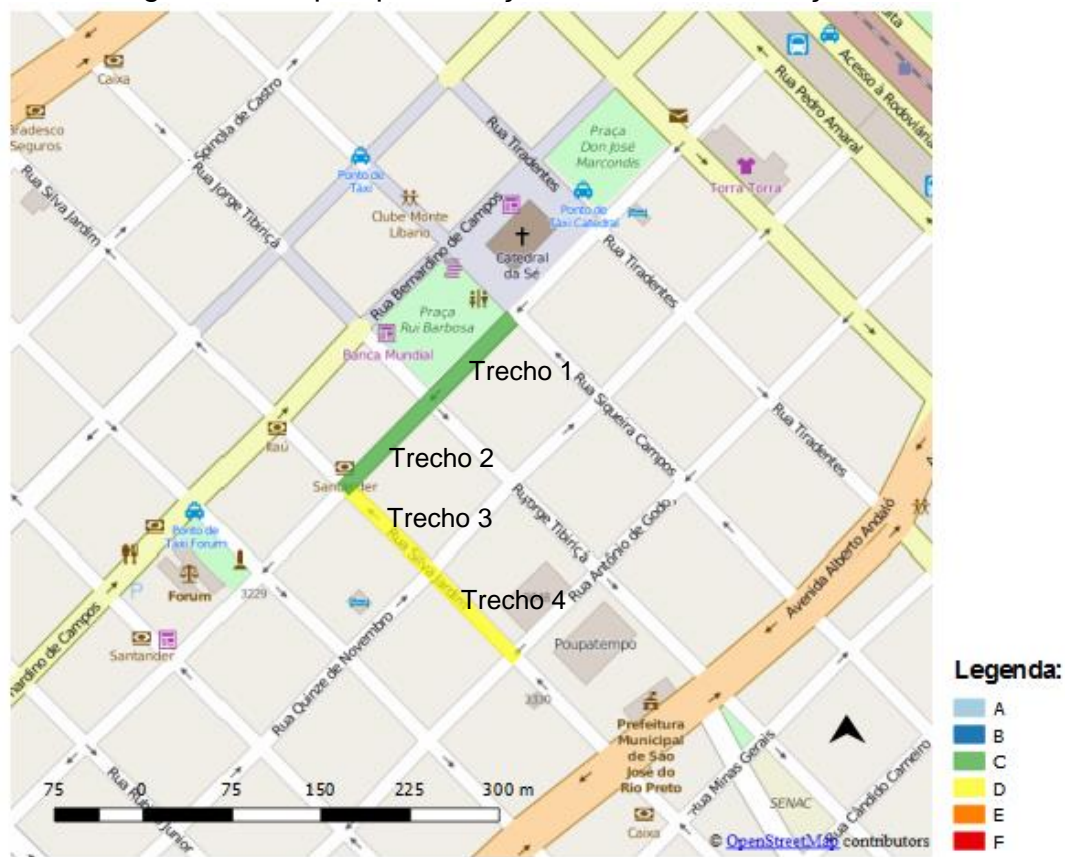 Caixa
Bradesco
Seguros
Rua Silva Jardim
Spinola de Castro
Rua Jorge Tibiriçá
Ponto de
Táxi
Clube Monte
Líbano
Rua Bernardino de Campos
Rua Tiradentes
Praça
Don José
Marcondis
Ponto de
Táxi Catedral
Catedral
da Sé
Torra Torra
Rua Pedro Amaral
Acesso à Rodoviária
Praça
Rui Barbosa
Banca Mundial
Rua Tiradentes
Trecho 1
Rua Siqueira Campos
Rua Tiradentes
Itaú
Trecho 2
Santander
Trecho 3
Rua Silva Jardim
Rua Jorge Tibiriçá
Rua Antônio de Godoy
Avenida Alberto Andaló
Ponto de
Táxi Forum
Forum
3229
P
Santander
Trecho 4
Poupatempo
nardino de Campos
Rua Quinze de Novembro
3330
Prefeitura
Municipal
de São
José do
Rio Preto
Rua Minas Gerais
SENAC
Rua Cândido Carneiro
Caixa
75 0 75 150 225 300 m
© OpenStreetMap contributors
Legenda:
A
B
C
D
E
F